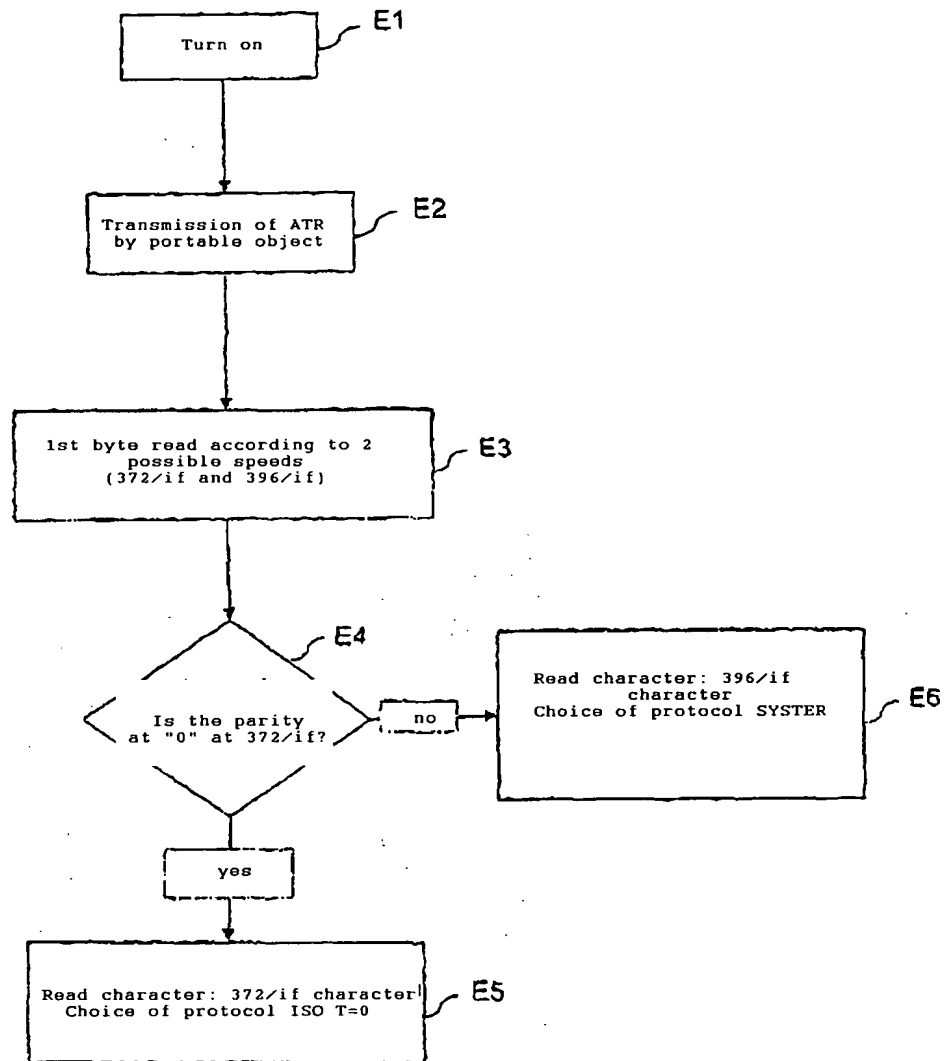 Turn on
E1
Transmission of ATR
by portable object
E2
1st byte read according to 2
possible speeds
(372/if and 396/if)
E3
E4
Is the parity
at "0" at 372/if?
no
Read character: 396/if
character
Choice of protocol SYSTER
E6
yes
Read character: 372/if character
Choice of protocol ISO T=0
E5